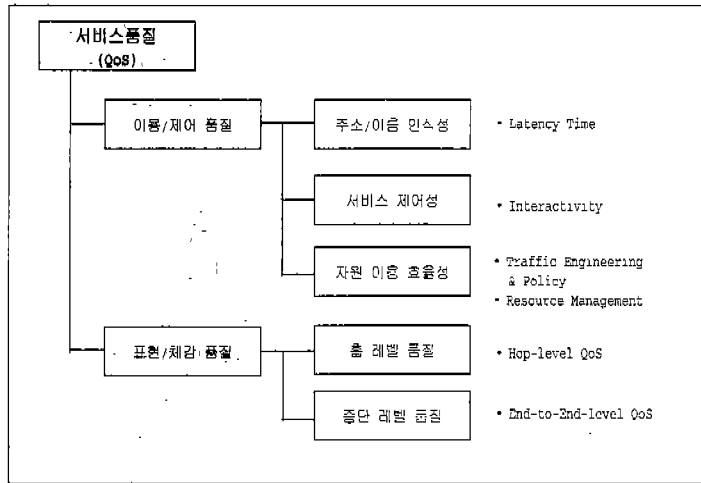 서비스품질
(QoS)
이용/제어 품질
주소/이름 인식성
• Latency Time
서비스 제어성
• Interactivity
자원 이용 효율성
• Traffic Engineering
& Policy
• Resource Management
표현/체감 품질
홉 레벨 품질
• Hop-level QoS
종단 레벨 품질
• End-to-End-level QoS